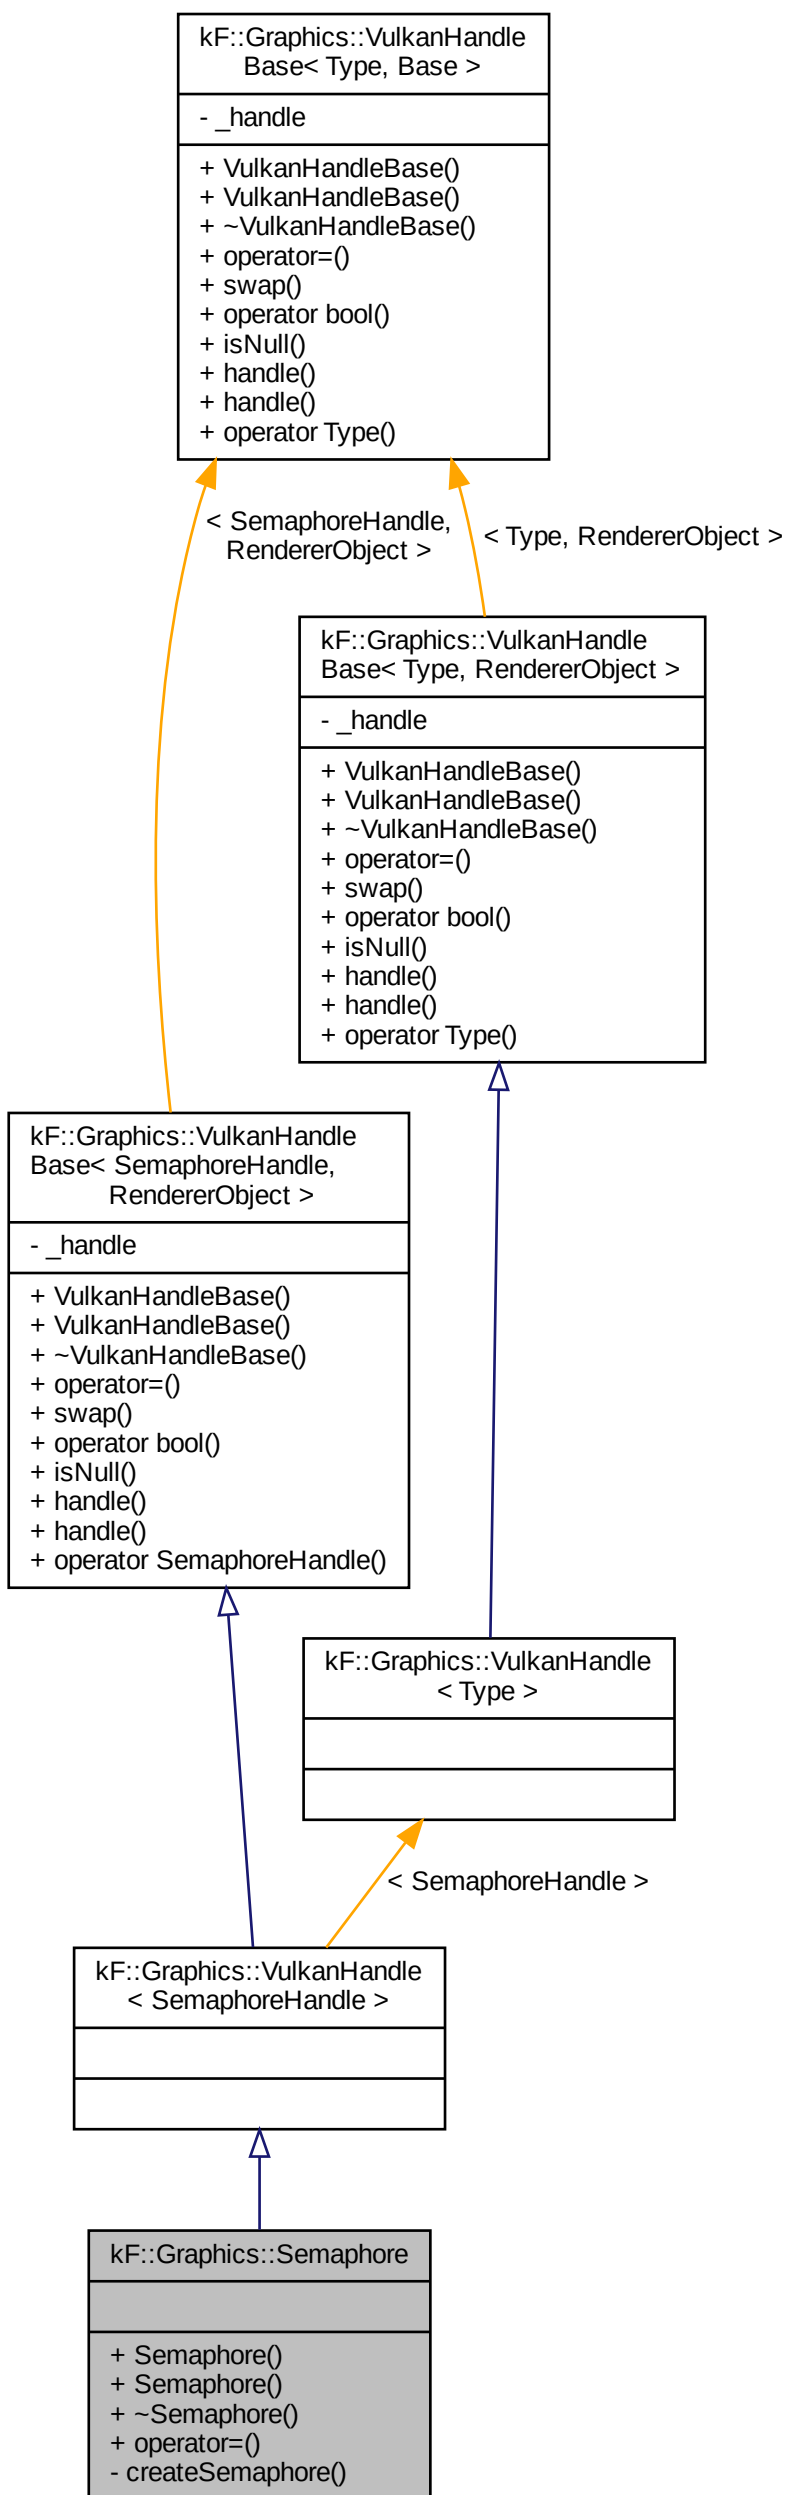 kF::Graphics::VulkanHandle
Base< Type, Base >
- _handle
+ VulkanHandleBase()
+ VulkanHandleBase()
+ ~VulkanHandleBase()
+ operator=()
+ swap()
+ operator bool()
+ isNull()
+ handle()
+ handle()
+ operator Type()
< SemaphoreHandle,
RendererObject >
< Type, RendererObject >
kF::Graphics::VulkanHandle
Base< Type, RendererObject >
- _handle
+ VulkanHandleBase()
+ VulkanHandleBase()
+ ~VulkanHandleBase()
+ operator=()
+ swap()
+ operator bool()
+ isNull()
+ handle()
+ handle()
+ operator Type()
kF::Graphics::VulkanHandle
Base< SemaphoreHandle,
RendererObject >
- _handle
+ VulkanHandleBase()
+ VulkanHandleBase()
+ ~VulkanHandleBase()
+ operator=()
+ swap()
+ operator bool()
+ isNull()
+ handle()
+ handle()
+ operator SemaphoreHandle()
kF::Graphics::VulkanHandle
< Type >
< SemaphoreHandle >
kF::Graphics::VulkanHandle
< SemaphoreHandle >
kF::Graphics::Semaphore
+ Semaphore()
+ Semaphore()
+ ~Semaphore()
+ operator=()
- createSemaphore()